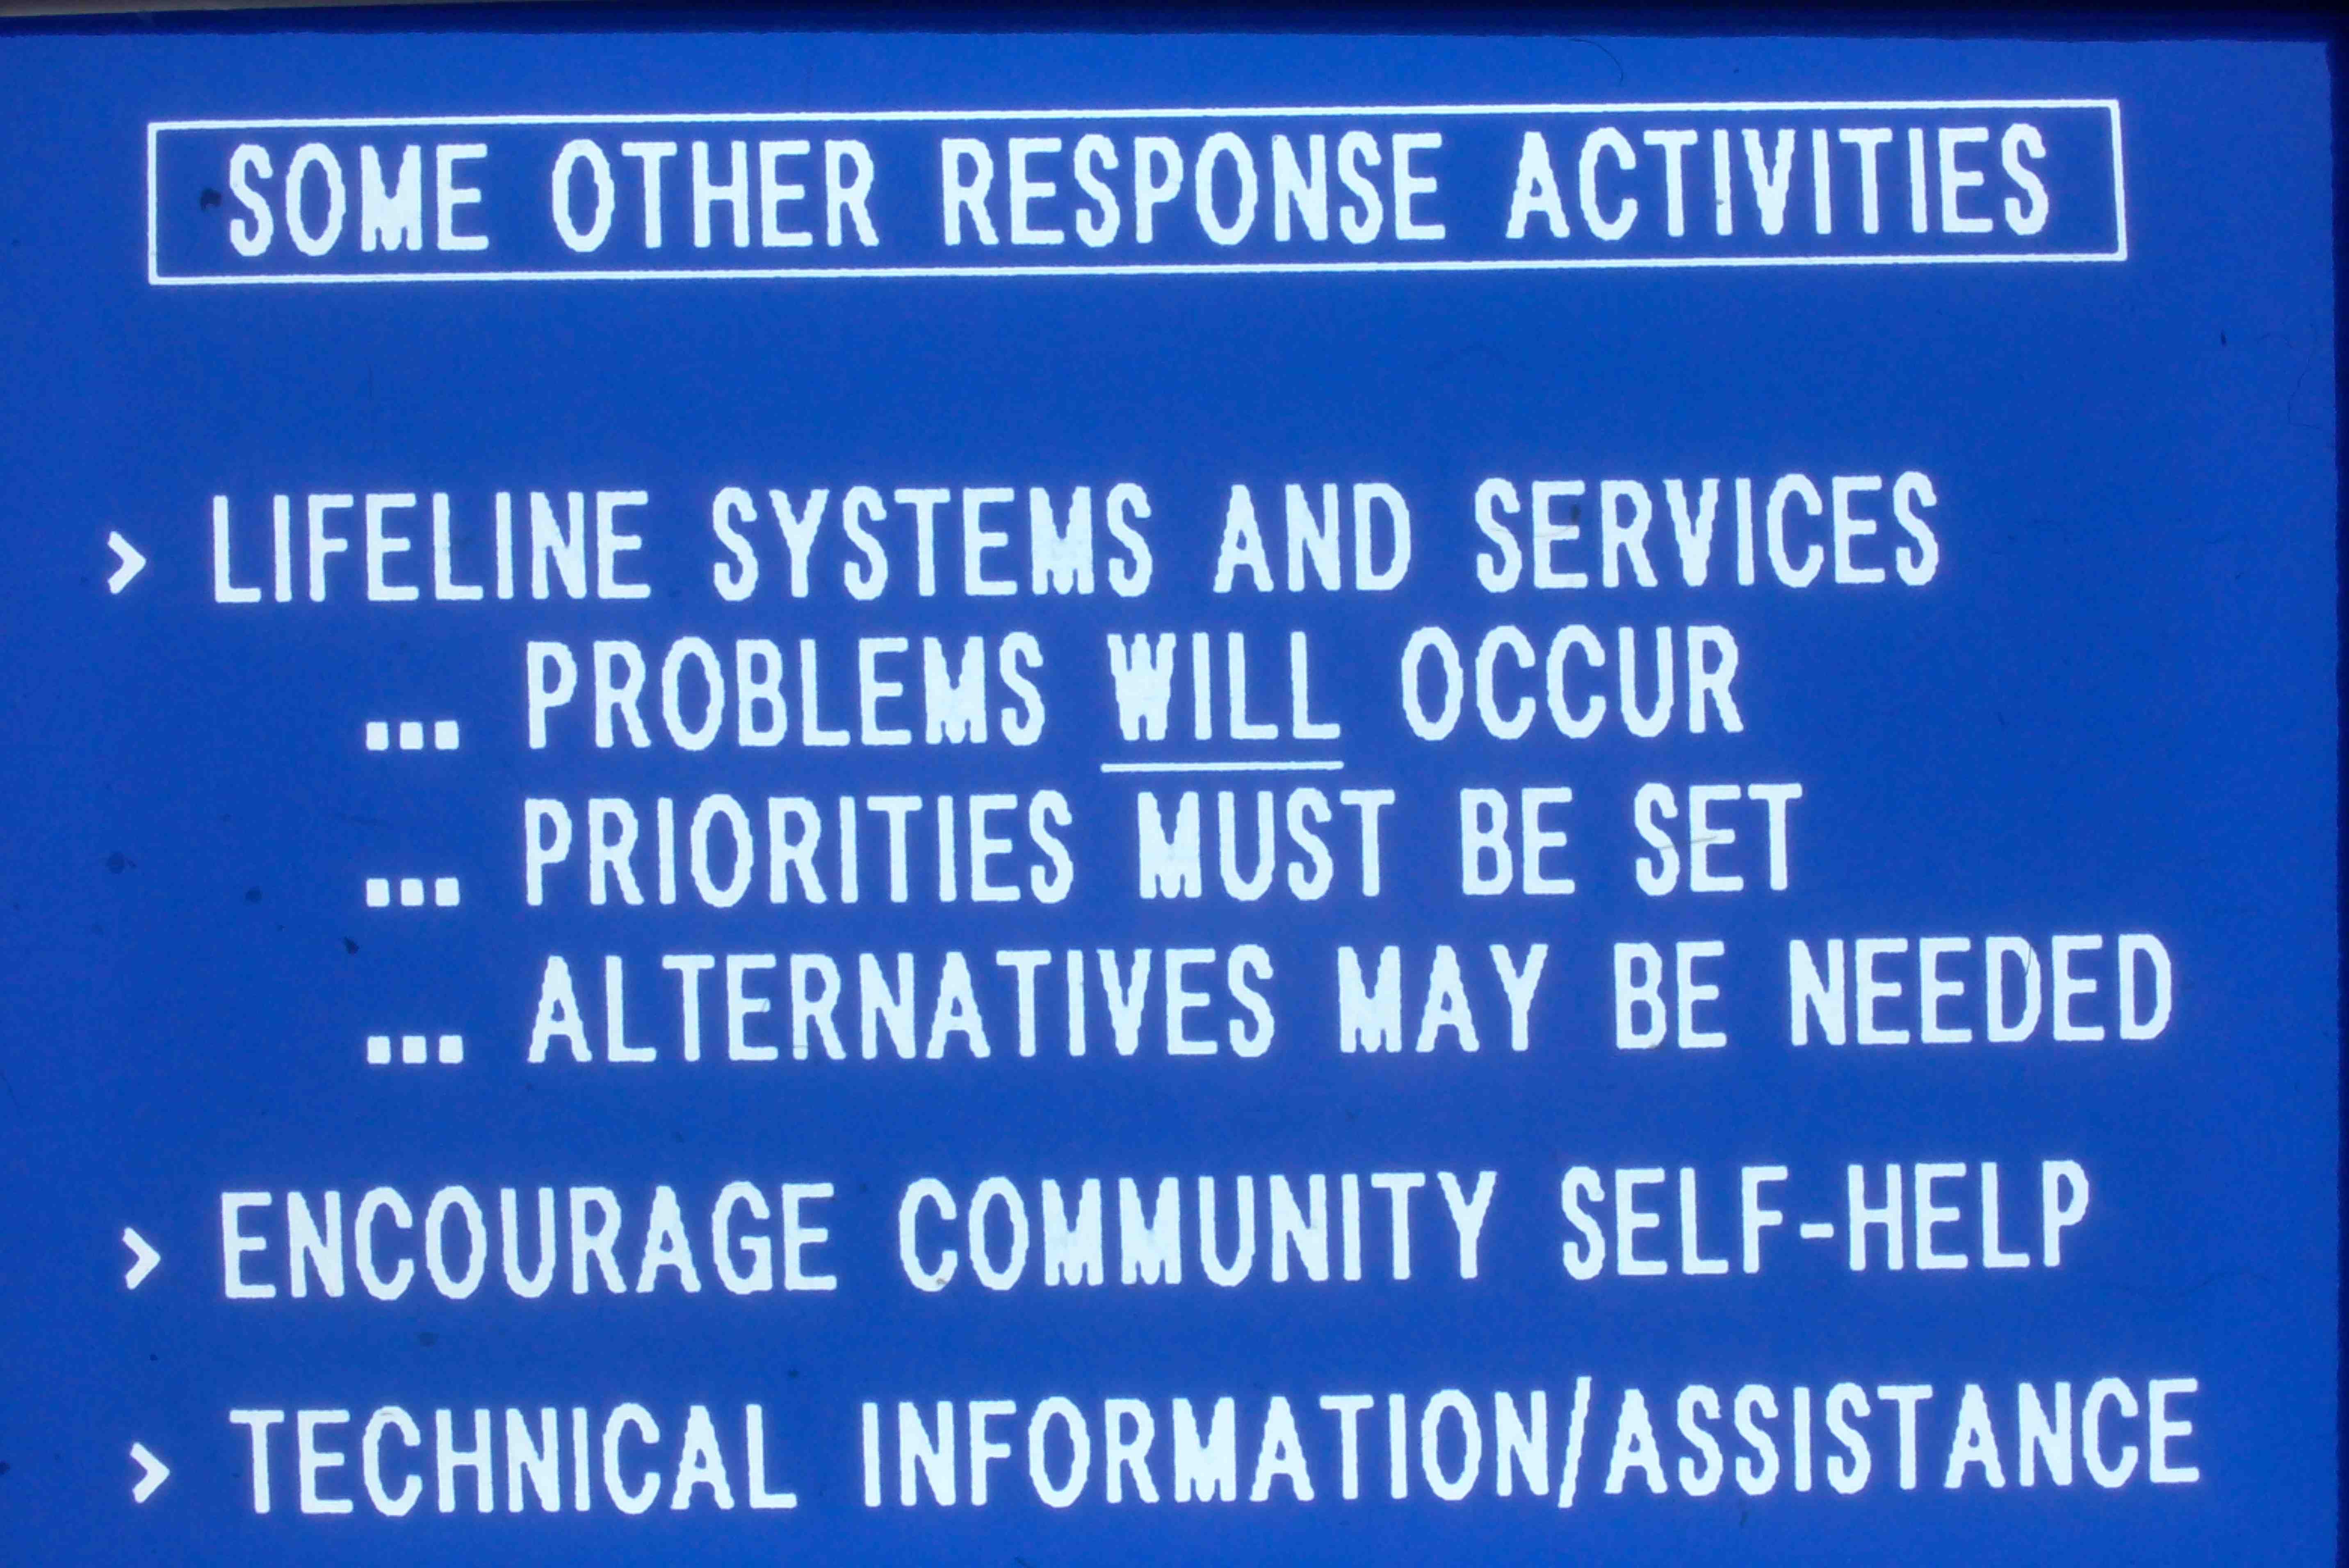 SOME OTHER RESPONSE ACTIVITIES
> LIFELINE SYSTEMS AND SERVICES
... PROBLEMS WILL OCCUR
... PRIORITIES MUST BE SET
... ALTERNATIVES MAY BE NEEDED
> ENCOURAGE COMMUNITY SELF-HELP
> TECHNICAL INFORMATION/ASSISTANCE